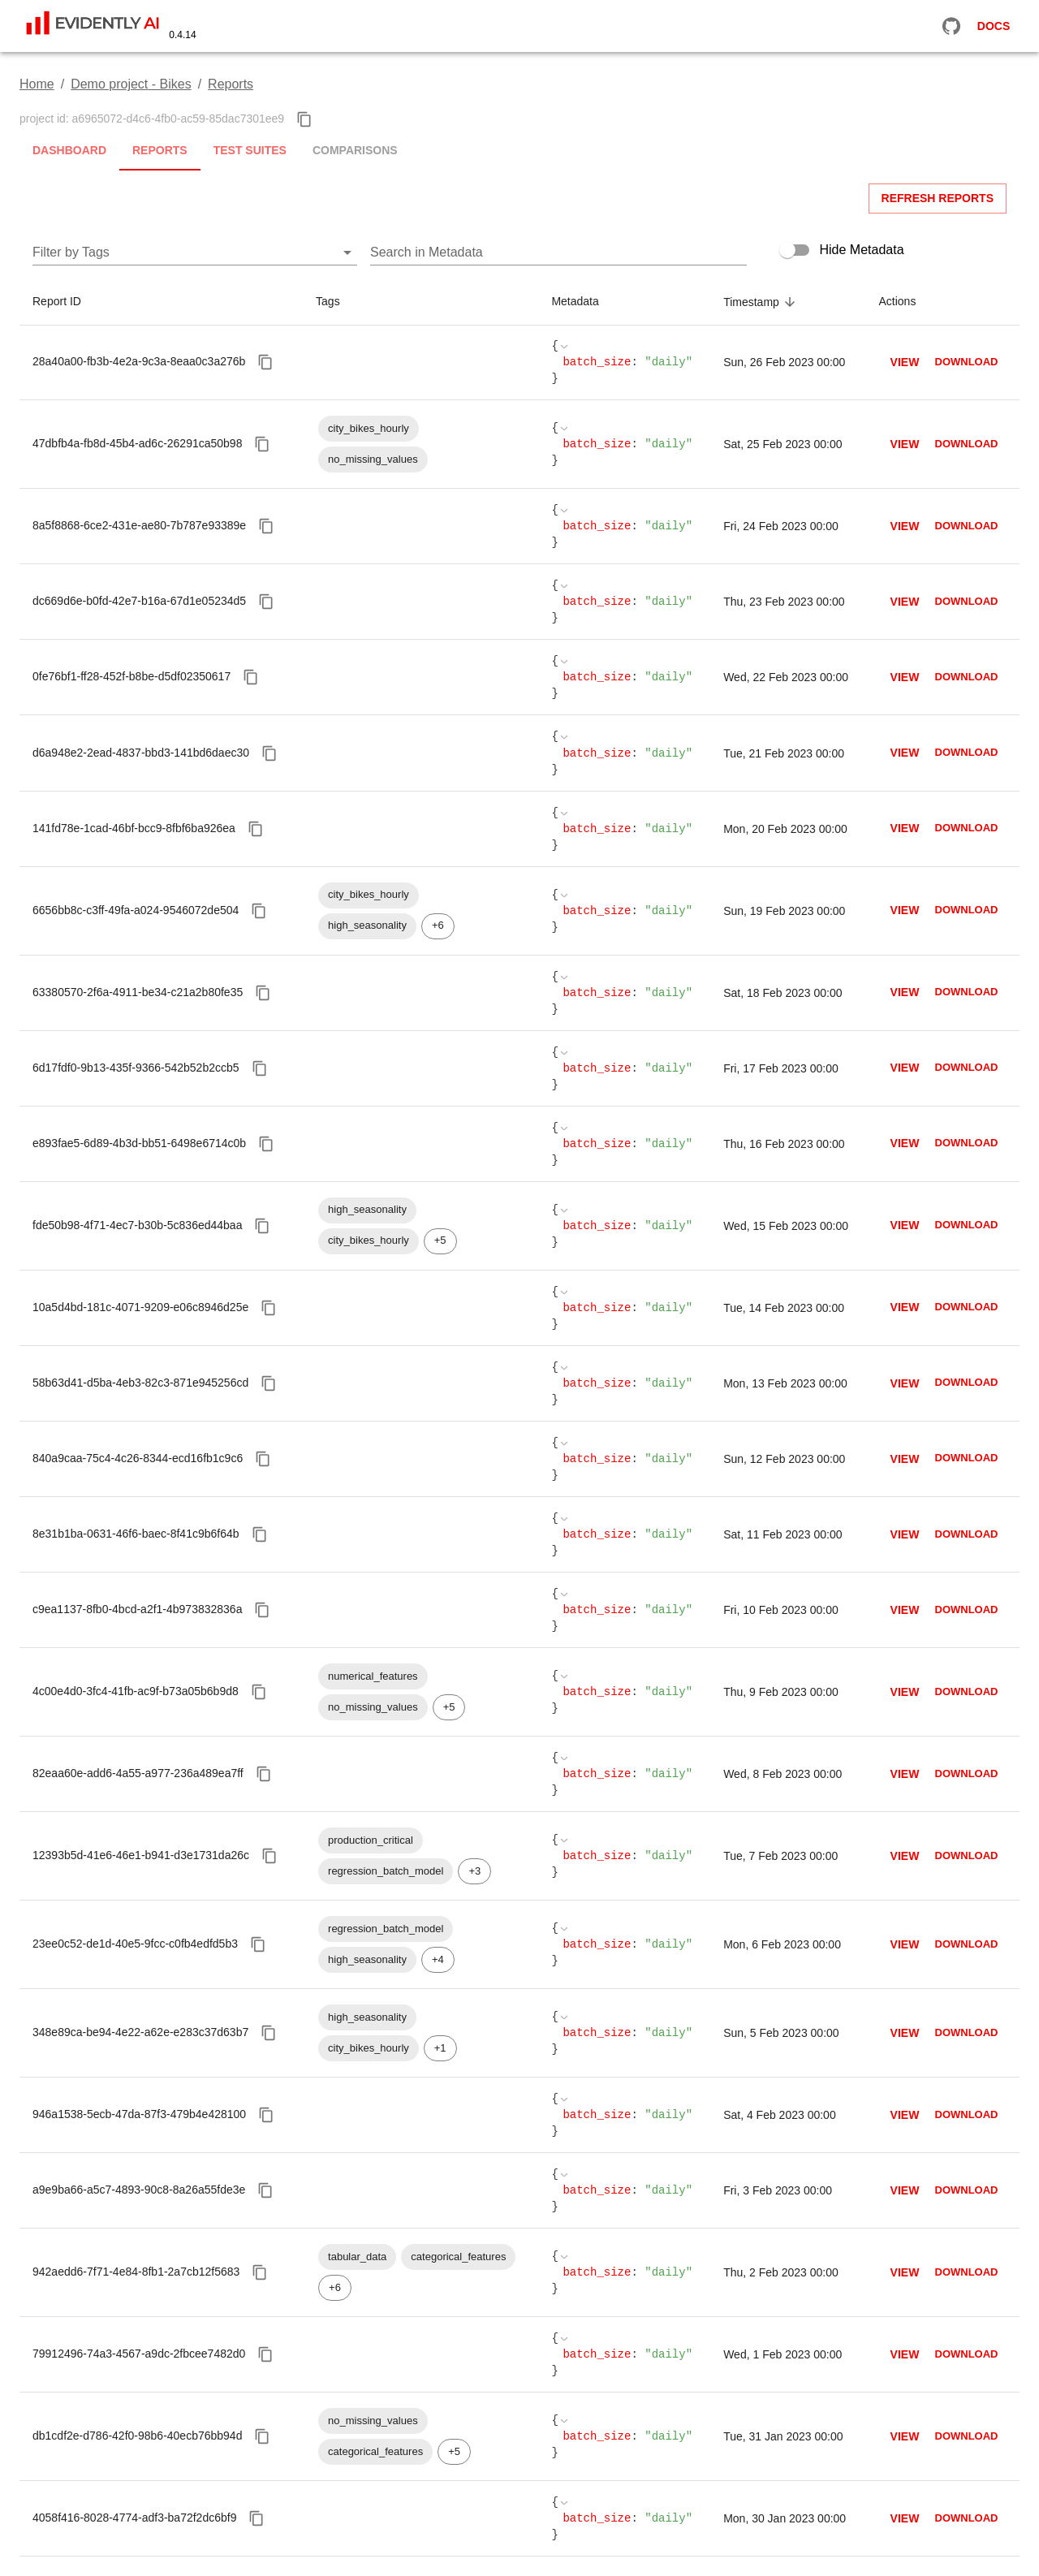 EVIDENTLY AI 0.4.14 DOCS
Home / Demo project - Bikes / Reports
project id: a6965072-d4c6-4fb0-ac59-85dac7301ee9
DASHBOARD REPORTS TEST SUITES COMPARISONS
REFRESH REPORTS
Filter by Tags Search in Metadata Hide Metadata
Report ID Tags Metadata Timestamp Actions
{
28a40a00-fb3b-4e2a-9c3a-8eaa0c3a276b batch_size: "daily" Sun, 26 Feb 2023 00:00 VIEW DOWNLOAD
}
city_bikes_hourly {
47dbfb4a-fb8d-45b4-ad6c-26291ca50b98 batch_size: "daily" Sat, 25 Feb 2023 00:00 VIEW DOWNLOAD
no_missing_values }
{
8a5f8868-6ce2-431e-ae80-7b787e93389e batch_size: "daily" Fri, 24 Feb 2023 00:00 VIEW DOWNLOAD
}
{
dc669d6e-b0fd-42e7-b16a-67d1e05234d5 batch_size: "daily" Thu, 23 Feb 2023 00:00 VIEW DOWNLOAD
}
{
0fe76bf1-ff28-452f-b8be-d5df02350617 batch_size: "daily" Wed, 22 Feb 2023 00:00 VIEW DOWNLOAD
}
{
d6a948e2-2ead-4837-bbd3-141bd6daec30 batch_size: "daily" Tue, 21 Feb 2023 00:00 VIEW DOWNLOAD
}
{
141fd78e-1cad-46bf-bcc9-8fbf6ba926ea batch_size: "daily" Mon, 20 Feb 2023 00:00 VIEW DOWNLOAD
}
city_bikes_hourly {
6656bb8c-c3ff-49fa-a024-9546072de504 batch_size: "daily" Sun, 19 Feb 2023 00:00 VIEW DOWNLOAD
high_seasonality +6 }
{
63380570-2f6a-4911-be34-c21a2b80fe35 batch_size: "daily" Sat, 18 Feb 2023 00:00 VIEW DOWNLOAD
}
{
6d17fdf0-9b13-435f-9366-542b52b2ccb5 batch_size: "daily" Fri, 17 Feb 2023 00:00 VIEW DOWNLOAD
}
{
e893fae5-6d89-4b3d-bb51-6498e6714c0b batch_size: "daily" Thu, 16 Feb 2023 00:00 VIEW DOWNLOAD
}
high_seasonality {
fde50b98-4f71-4ec7-b30b-5c836ed44baa batch_size: "daily" Wed, 15 Feb 2023 00:00 VIEW DOWNLOAD
city_bikes_hourly +5 }
{
10a5d4bd-181c-4071-9209-e06c8946d25e batch_size: "daily" Tue, 14 Feb 2023 00:00 VIEW DOWNLOAD
}
{
58b63d41-d5ba-4eb3-82c3-871e945256cd batch_size: "daily" Mon, 13 Feb 2023 00:00 VIEW DOWNLOAD
}
{
840a9caa-75c4-4c26-8344-ecd16fb1c9c6 batch_size: "daily" Sun, 12 Feb 2023 00:00 VIEW DOWNLOAD
}
{
8e31b1ba-0631-46f6-baec-8f41c9b6f64b batch_size: "daily" Sat, 11 Feb 2023 00:00 VIEW DOWNLOAD
}
{
c9ea1137-8fb0-4bcd-a2f1-4b973832836a batch_size: "daily" Fri, 10 Feb 2023 00:00 VIEW DOWNLOAD
}
numerical_features {
4c00e4d0-3fc4-41fb-ac9f-b73a05b6b9d8 batch_size: "daily" Thu, 9 Feb 2023 00:00 VIEW DOWNLOAD
no_missing_values +5 }
{
82eaa60e-add6-4a55-a977-236a489ea7ff batch_size: "daily" Wed, 8 Feb 2023 00:00 VIEW DOWNLOAD
}
production_critical {
12393b5d-41e6-46e1-b941-d3e1731da26c batch_size: "daily" Tue, 7 Feb 2023 00:00 VIEW DOWNLOAD
regression_batch_model +3 }
regression_batch_model {
23ee0c52-de1d-40e5-9fcc-c0fb4edfd5b3 batch_size: "daily" Mon, 6 Feb 2023 00:00 VIEW DOWNLOAD
high_seasonality +4 }
high_seasonality {
348e89ca-be94-4e22-a62e-e283c37d63b7 batch_size: "daily" Sun, 5 Feb 2023 00:00 VIEW DOWNLOAD
city_bikes_hourly +1 }
{
946a1538-5ecb-47da-87f3-479b4e428100 batch_size: "daily" Sat, 4 Feb 2023 00:00 VIEW DOWNLOAD
}
{
a9e9ba66-a5c7-4893-90c8-8a26a55fde3e batch_size: "daily" Fri, 3 Feb 2023 00:00 VIEW DOWNLOAD
}
tabular_data categorical_features {
942aedd6-7f71-4e84-8fb1-2a7cb12f5683 batch_size: "daily" Thu, 2 Feb 2023 00:00 VIEW DOWNLOAD
+6 }
{
79912496-74a3-4567-a9dc-2fbcee7482d0 batch_size: "daily" Wed, 1 Feb 2023 00:00 VIEW DOWNLOAD
}
no_missing_values {
db1cdf2e-d786-42f0-98b6-40ecb76bb94d batch_size: "daily" Tue, 31 Jan 2023 00:00 VIEW DOWNLOAD
categorical_features +5 }
{
4058f416-8028-4774-adf3-ba72f2dc6bf9 batch_size: "daily" Mon, 30 Jan 2023 00:00 VIEW DOWNLOAD
}